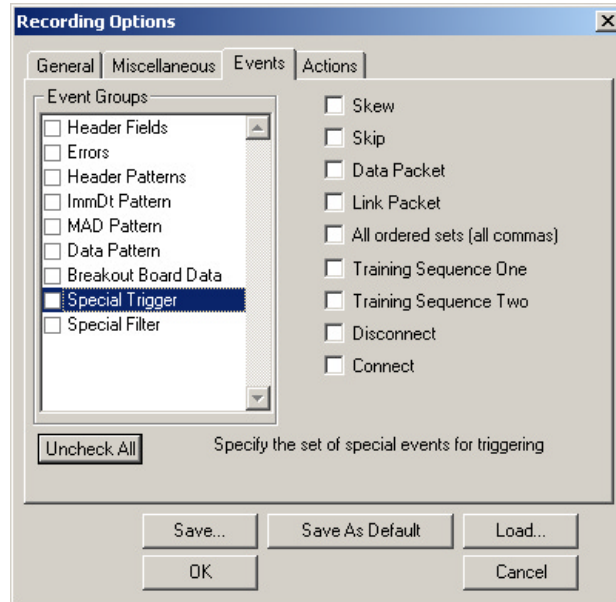 Recording Options
General Miscellaneous Events Actions
Event Groups
Header Fields
Errors
Header Patterns
ImmDt Pattern
MAD Pattern
Data Pattern
Breakout Board Data
Special Trigger
Special Filter
Skew
Skip
Data Packet
Link Packet
All ordered sets (all commas)
Training Sequence One
Training Sequence Two
Disconnect
Connect
Uncheck All
Specify the set of special events for triggering
Save... Save As Default Load...
OK Cancel